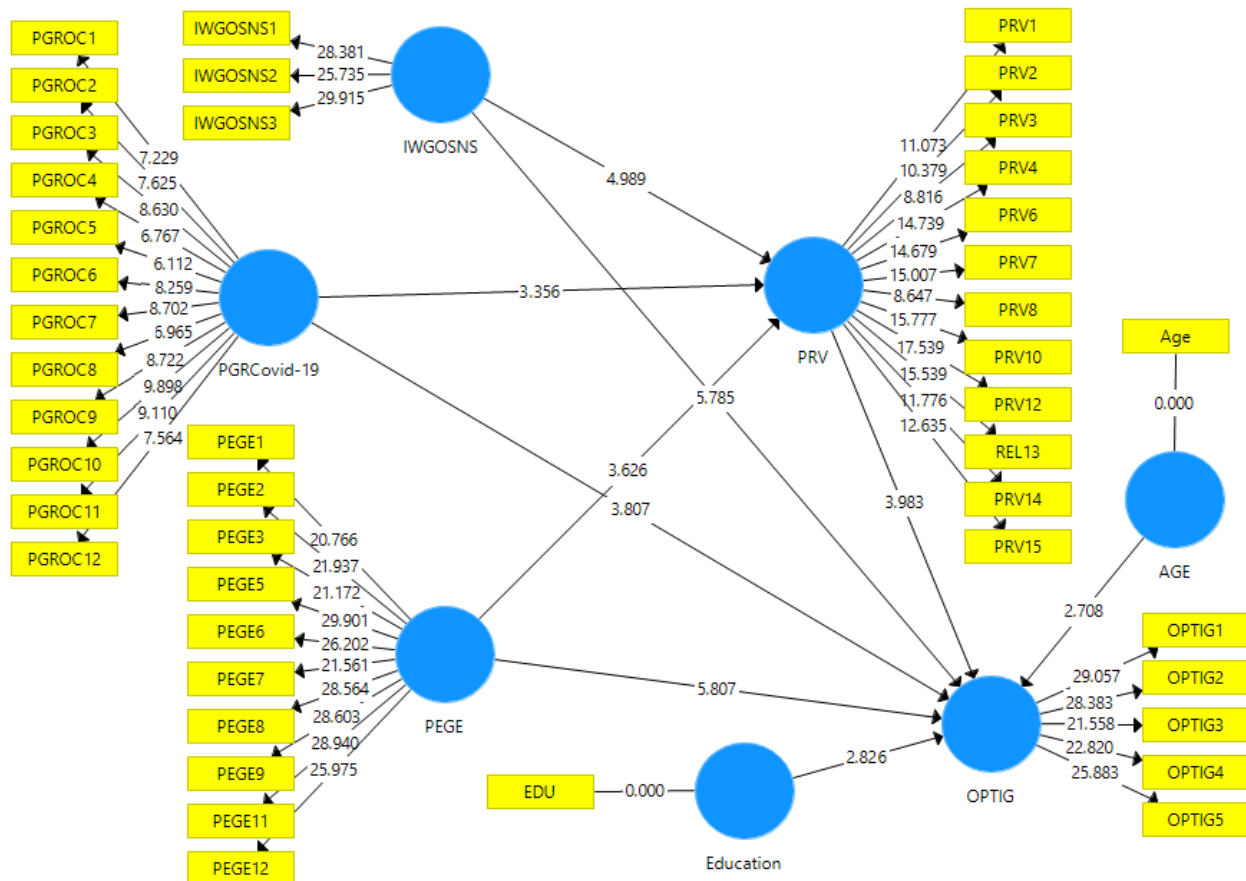 PGROC1
PGROC2
PGROC3
PGROC4
PGROC5
PGROC6
PGROC7
PGROC8
PGROC9
PGROC10
PGROC11
PGROC12
7.229
7.625
8.630
6.767
6.112
8.259
8.702
6.965
8.722
9.898
9.110
7.564
PGRCovid-19
IWGOSNS1
IWGOSNS2
IWGOSNS3
28.381
25.735
29.915
IWGOSNS
4.989
3.356
5.785
3.626
3.807
3.983
PEGE1
PEGE2
PEGE3
PEGE5
PEGE6
PEGE7
PEGE8
PEGE9
PEGE11
PEGE12
20.766
21.937
21.172
29.901
26.202
21.561
28.564
28.603
28.940
25.975
PEGE
5.807
PRV1
PRV2
PRV3
PRV4
PRV6
PRV7
PRV8
PRV10
PRV12
REL13
PRV14
PRV15
11.073
10.379
8.816
14.739
14.679
15.007
8.647
15.777
17.539
15.539
11.776
12.635
PRV
Age
0.000
AGE
2.708
OPTIG1
OPTIG2
OPTIG3
OPTIG4
OPTIG5
29.057
28.383
21.558
22.820
25.883
OPTIG
EDU
0.000
2.826
Education